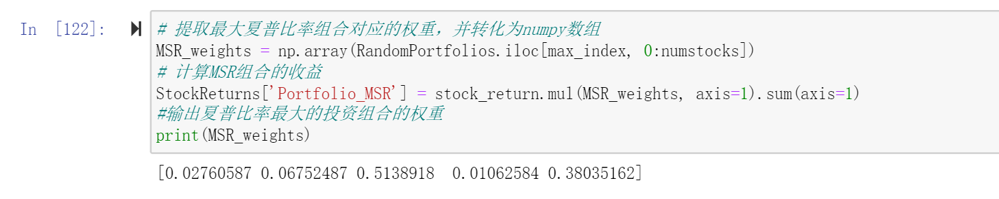 In [122]:
# 提取最大夏普比率组合对应的权重，并转化为numpy数组
MSR_weights = np.array(RandomPortfolios.iloc[max_index, 0:numstocks])
# 计算MSR组合的收益
StockReturns['Portfolio_MSR'] = stock_return.mul(MSR_weights, axis=1).sum(axis=1)
#输出夏普比率最大的投资组合的权重
print(MSR_weights)
[0.02760587 0.06752487 0.5138918  0.01062584 0.38035162]